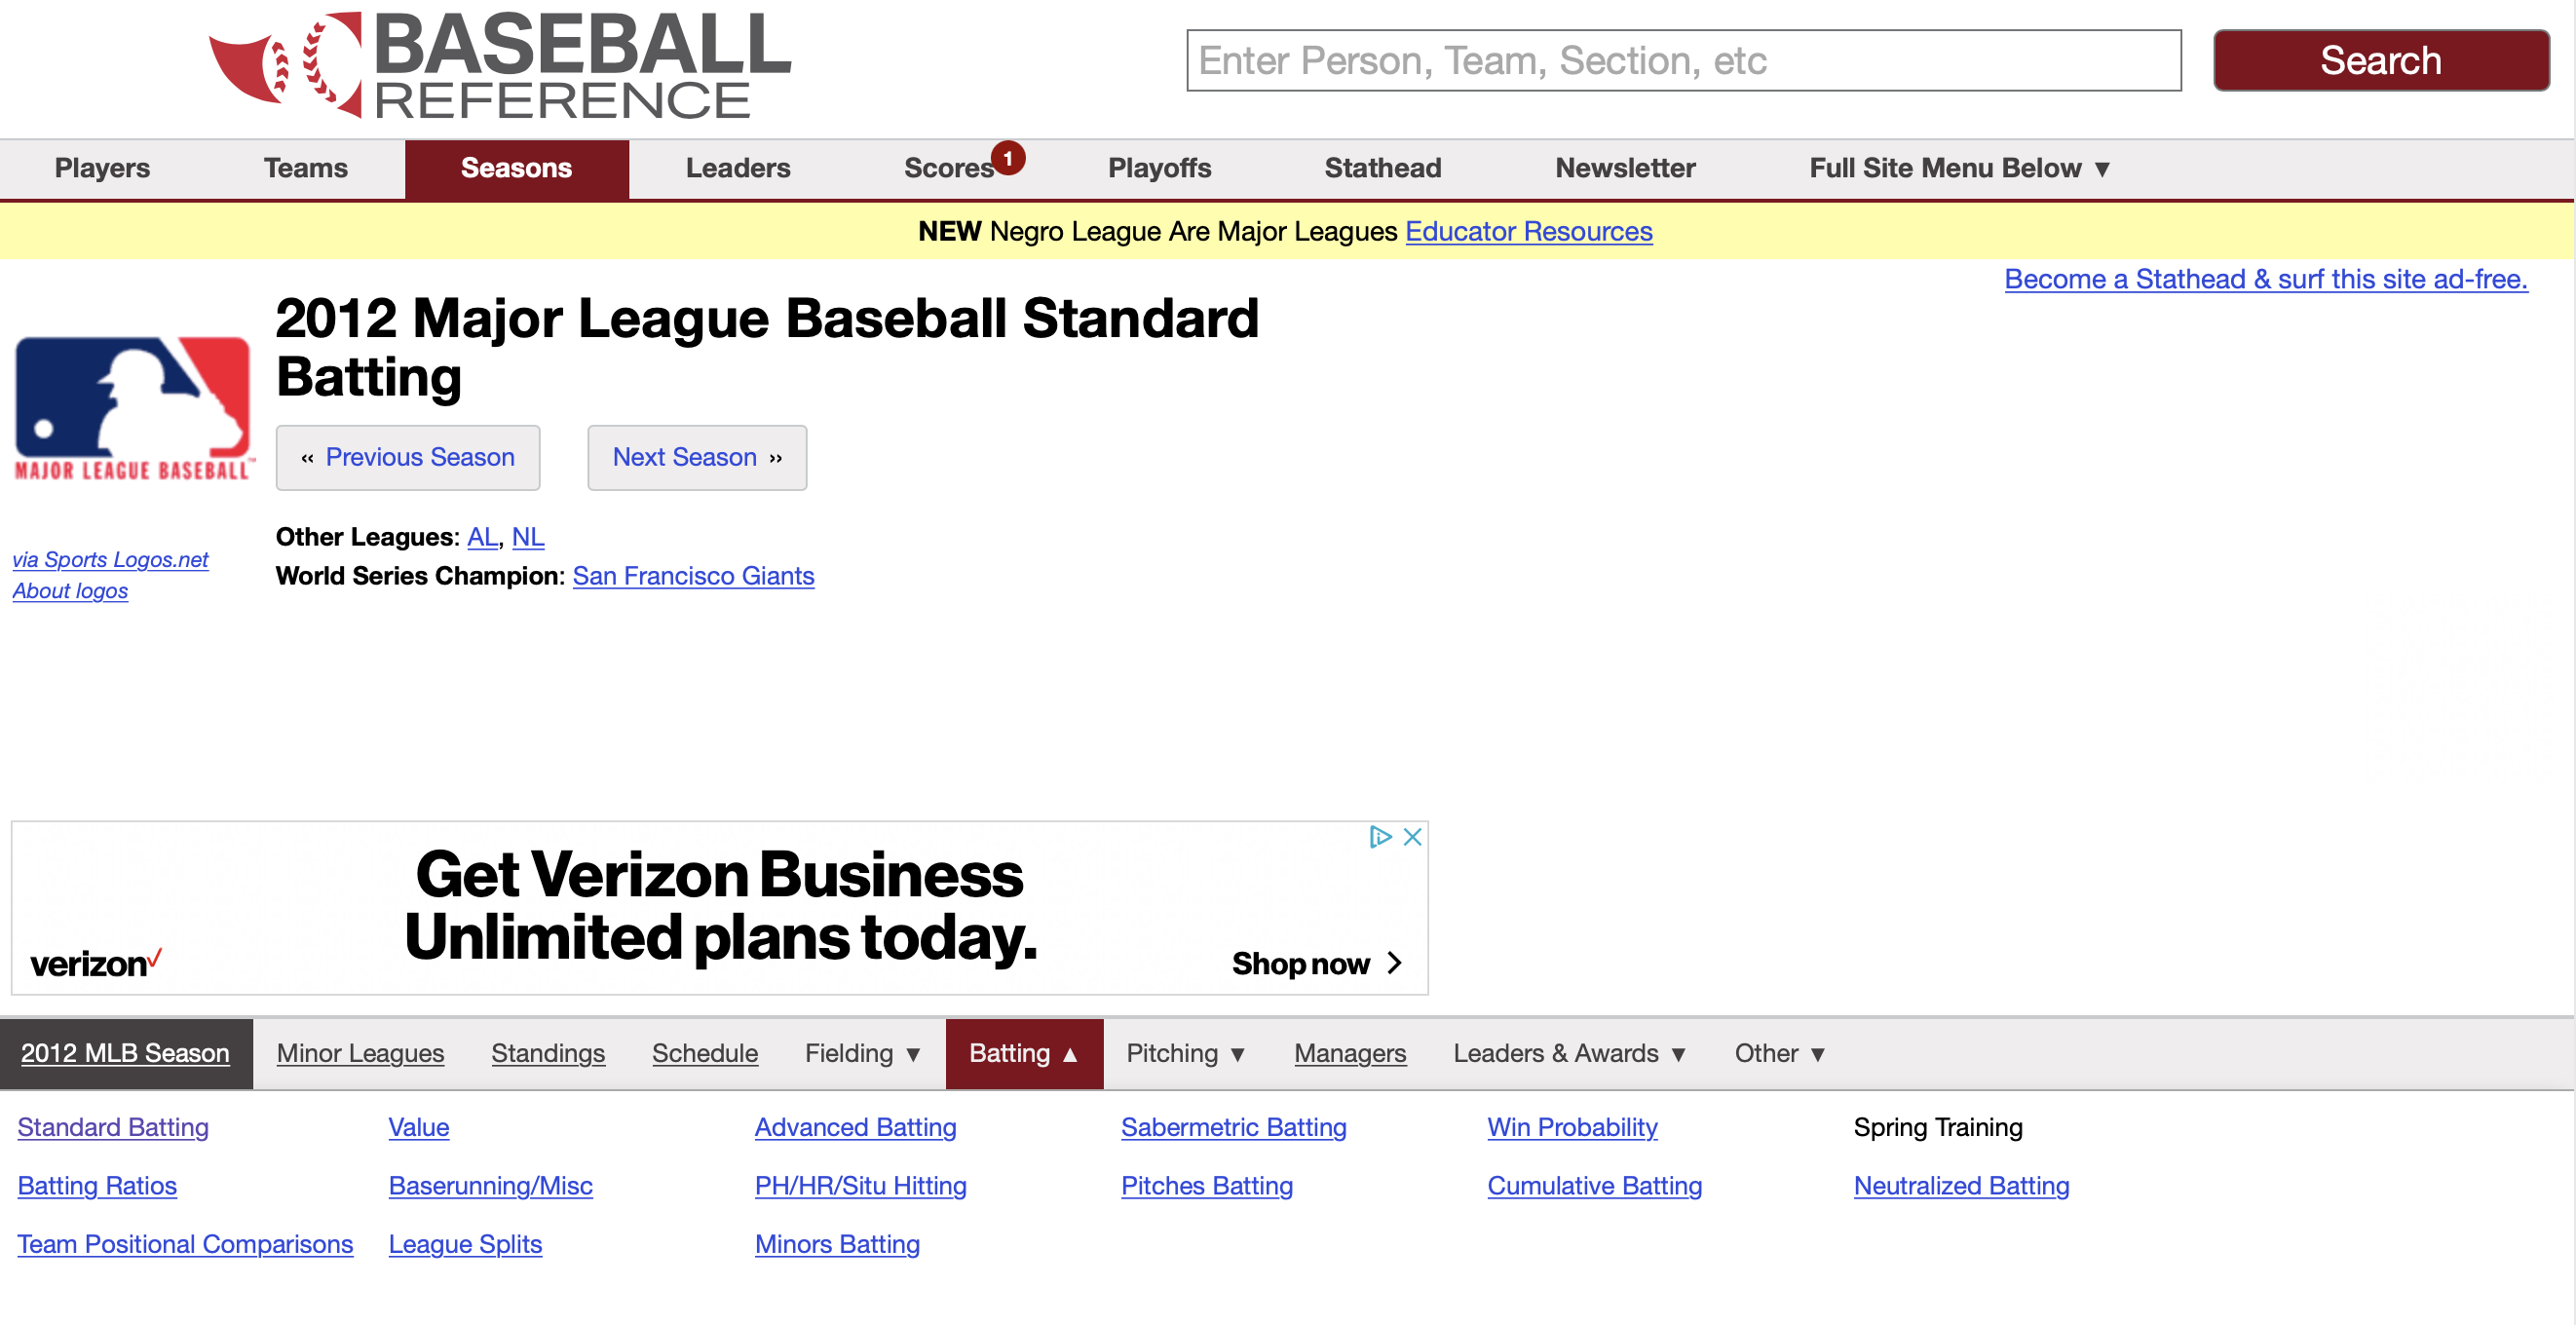 BASEBALL
REFERENCE
Enter Person, Team, Section, etc
Search
Players Teams Seasons Leaders Scores 1 Playoffs Stathead Newsletter Full Site Menu Below ▼
NEW Negro League Are Major Leagues Educator Resources
Become a Stathead & surf this site ad-free.
2012 Major League Baseball Standard
Batting
MAJOR LEAGUE BASEBALL™
‹‹ Previous Season Next Season ››
via Sports Logos.net
About logos
Other Leagues: AL, NL
World Series Champion: San Francisco Giants
Get Verizon Business
Unlimited plans today.
verizon✓
Shop now >
2012 MLB Season Minor Leagues Standings Schedule Fielding ▼ Batting ▲ Pitching ▼ Managers Leaders & Awards ▼ Other ▼
Standard Batting Value Advanced Batting Sabermetric Batting Win Probability Spring Training
Batting Ratios Baserunning/Misc PH/HR/Situ Hitting Pitches Batting Cumulative Batting Neutralized Batting
Team Positional Comparisons League Splits Minors Batting